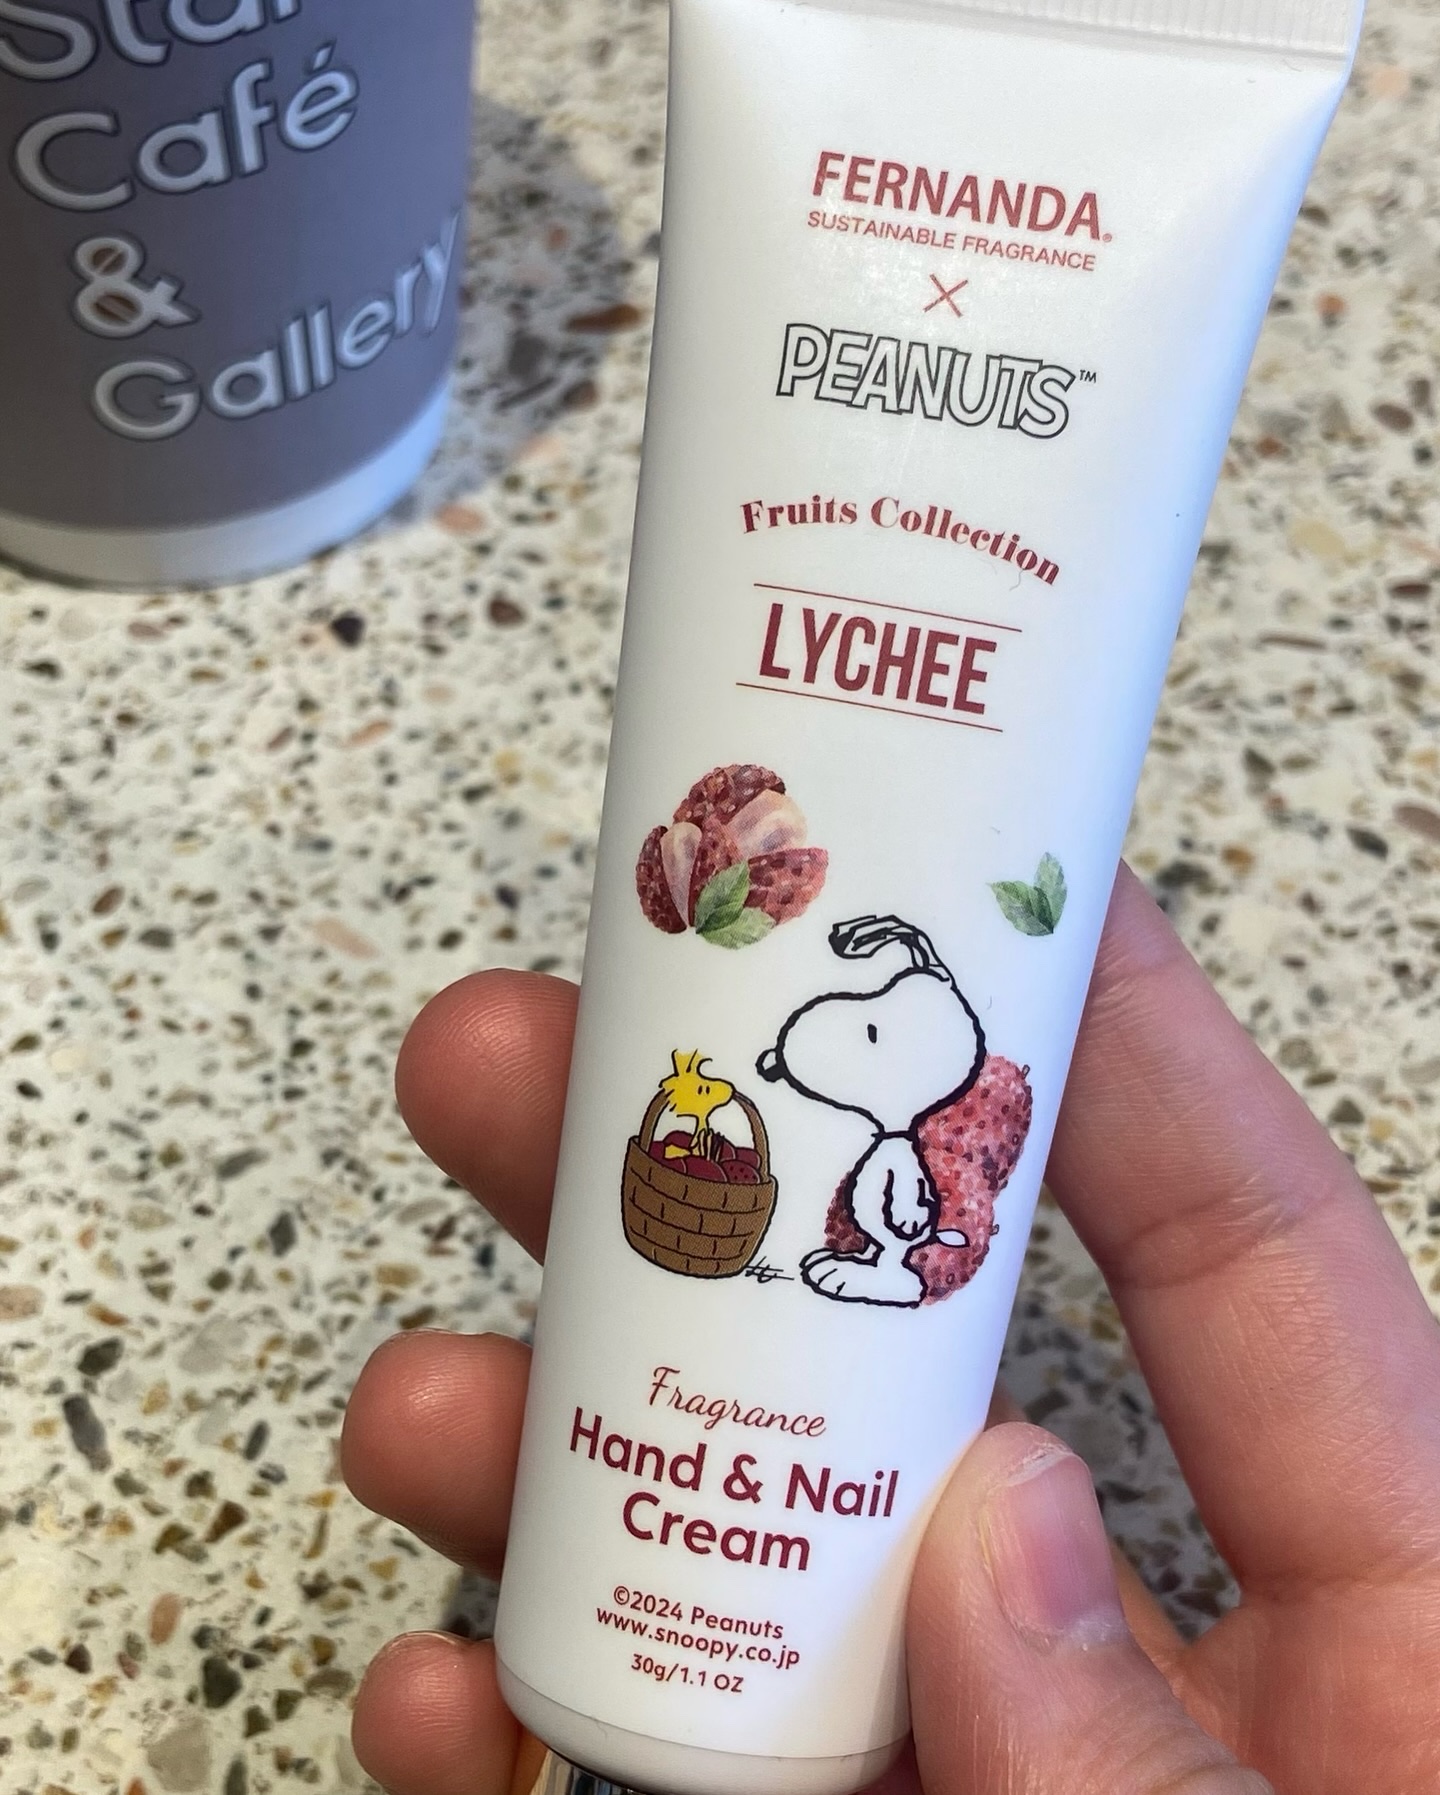 Café
&
Gallery
FERNANDA®
SUSTAINABLE FRAGRANCE
×
PEANUTS™
Fruits Collection
LYCHEE
Fragrance
Hand & Nail
Cream
©2024 Peanuts
www.snoopy.co.jp
30g/1.1 OZ